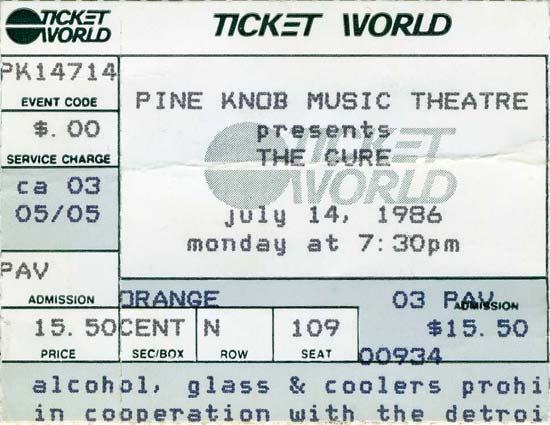 TICKET WORLD
TICKET WORLD
PK14714
EVENT CODE
$.00
SERVICE CHARGE
ca 03
05/05
PAV
ADMISSION
15.50
PRICE
PINE KNOB MUSIC THEATRE
presents
THE CURE
TICKET WORLD
july 14, 1986
monday at 7:30pm
ORANGE 03 PAV
ADMISSION
CENT N 109 $15.50
SEC/BOX ROW SEAT
00934
alcohol, glass & coolers prohi
in cooperation with the detroi